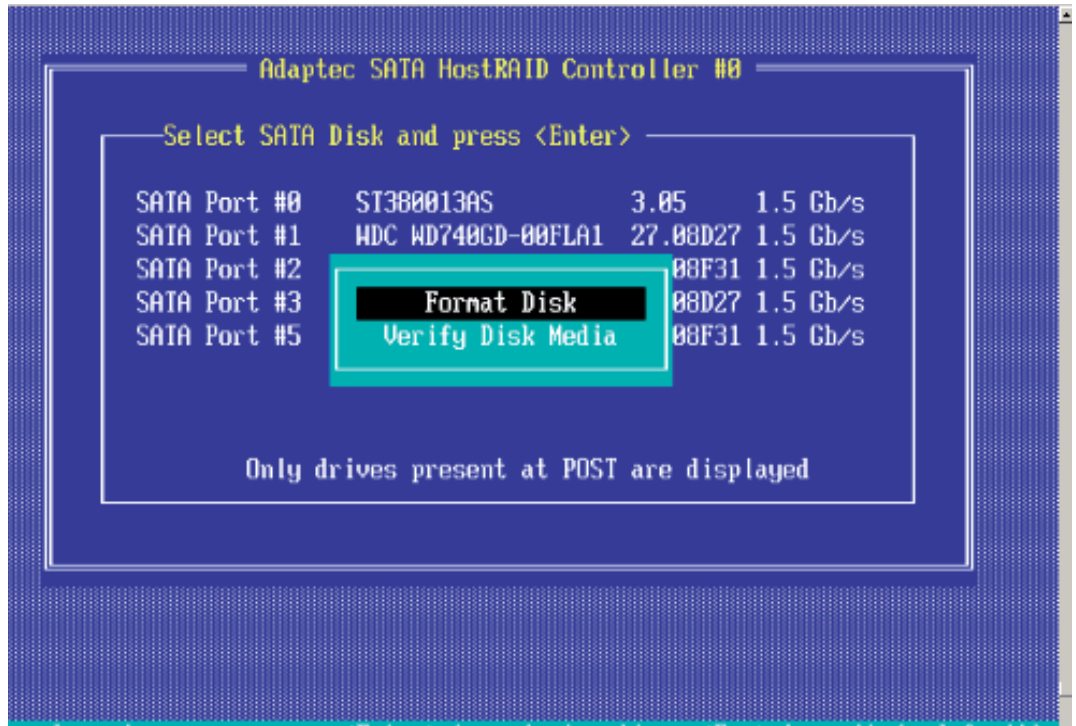 Adaptec SATA HostRAID Controller #0
Select SATA Disk and press <Enter>
SATA Port #0 ST380013AS 3.05 1.5 Gb/s
SATA Port #1 WDC WD740GD-00FLA1 27.08D27 1.5 Gb/s
SATA Port #2 08F31 1.5 Gb/s
Format Disk
SATA Port #3 08D27 1.5 Gb/s
Verify Disk Media
SATA Port #5 08F31 1.5 Gb/s
Only drives present at POST are displayed